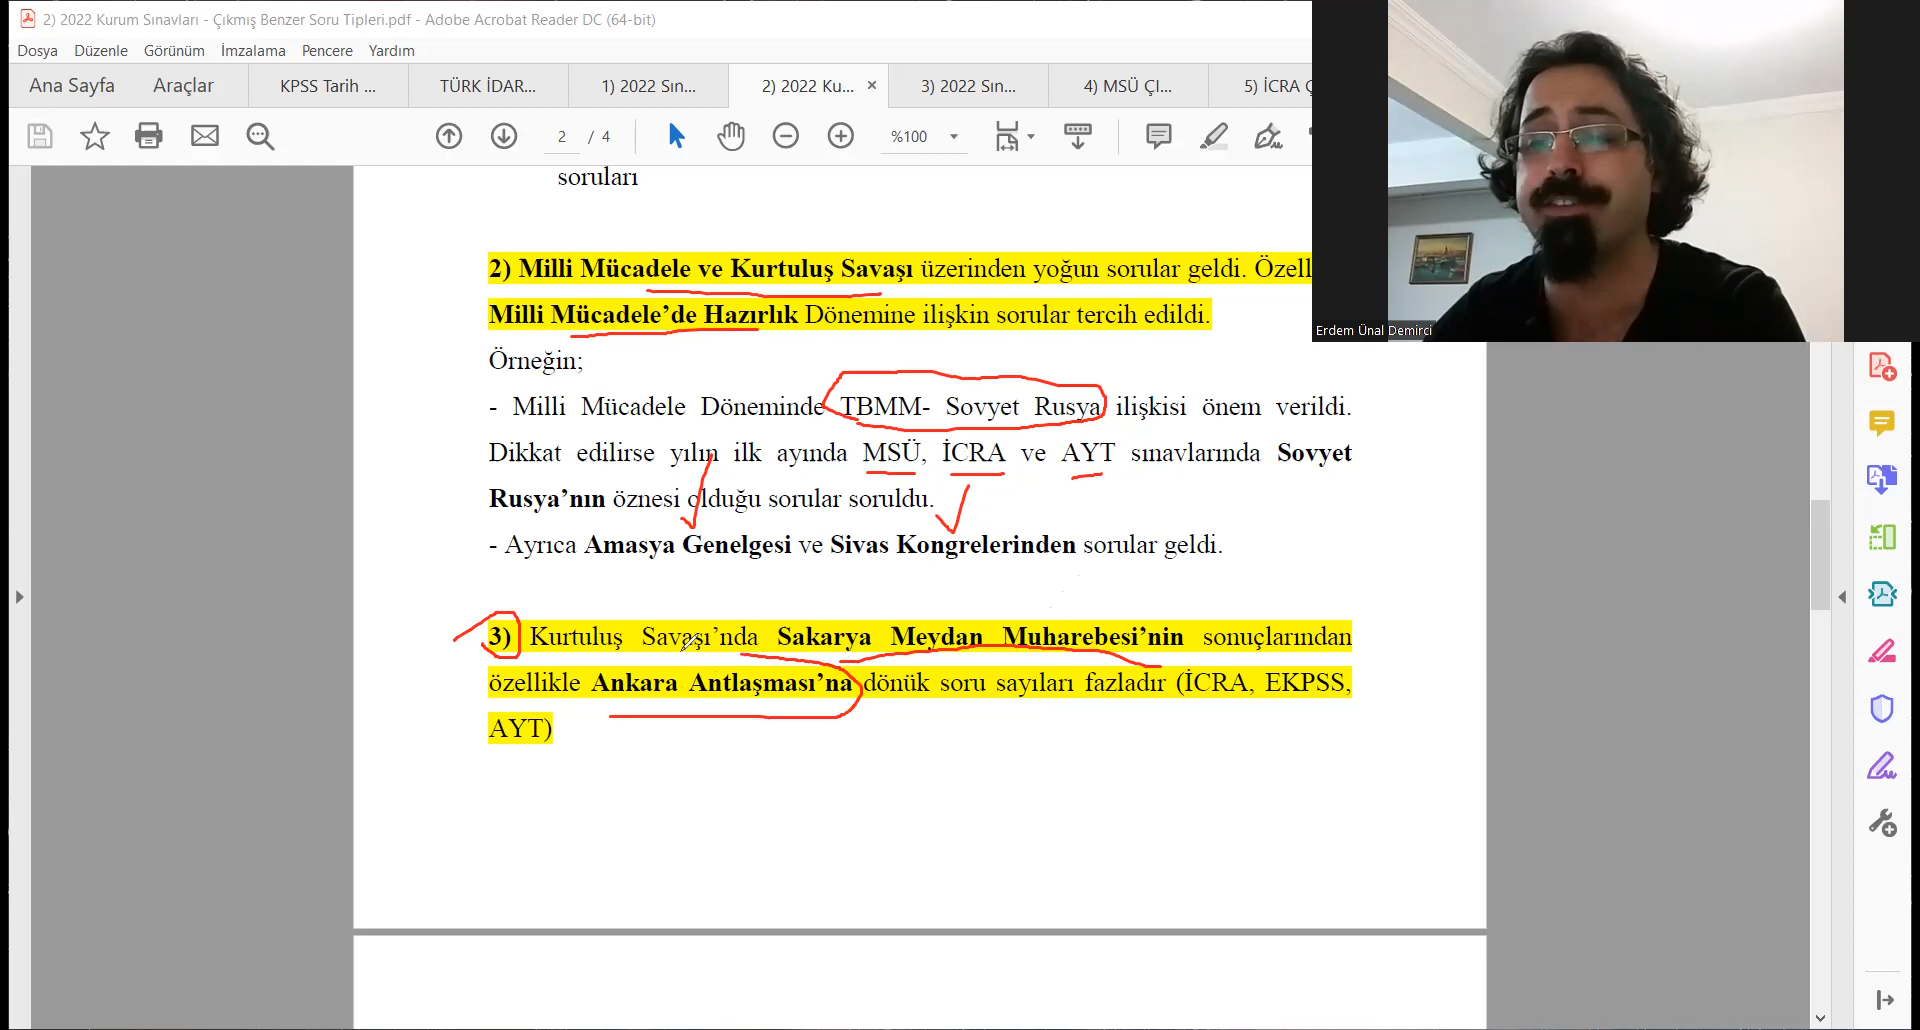 2) 2022 Kurum Sınavları - Çıkmış Benzer Soru Tipleri.pdf - Adobe Acrobat Reader DC (64-bit)
Dosya Düzenle Görünüm İmzalama Pencere Yardım
Ana Sayfa Araçlar KPSS Tarih ... TÜRK İDAR... 1) 2022 Sın... 2) 2022 Ku... × 3) 2022 Sın... 4) MSÜ ÇI... 5) İCRA Ç
2 / 4 %100
soruları
2) Milli Mücadele ve Kurtuluş Savaşı üzerinden yoğun sorular geldi. Özell
Milli Mücadele’de Hazırlık Dönemine ilişkin sorular tercih edildi.
Erdem Ünal Demirci
Örneğin;
- Milli Mücadele Döneminde TBMM- Sovyet Rusya ilişkisi önem verildi.
Dikkat edilirse yılın ilk ayında MSÜ, İCRA ve AYT sınavlarında Sovyet
Rusya’nın öznesi olduğu sorular soruldu.
- Ayrıca Amasya Genelgesi ve Sivas Kongrelerinden sorular geldi.
3) Kurtuluş Savaşı’nda Sakarya Meydan Muharebesi’nin sonuçlarından
özellikle Ankara Antlaşması’na dönük soru sayıları fazladır (İCRA, EKPSS,
AYT)